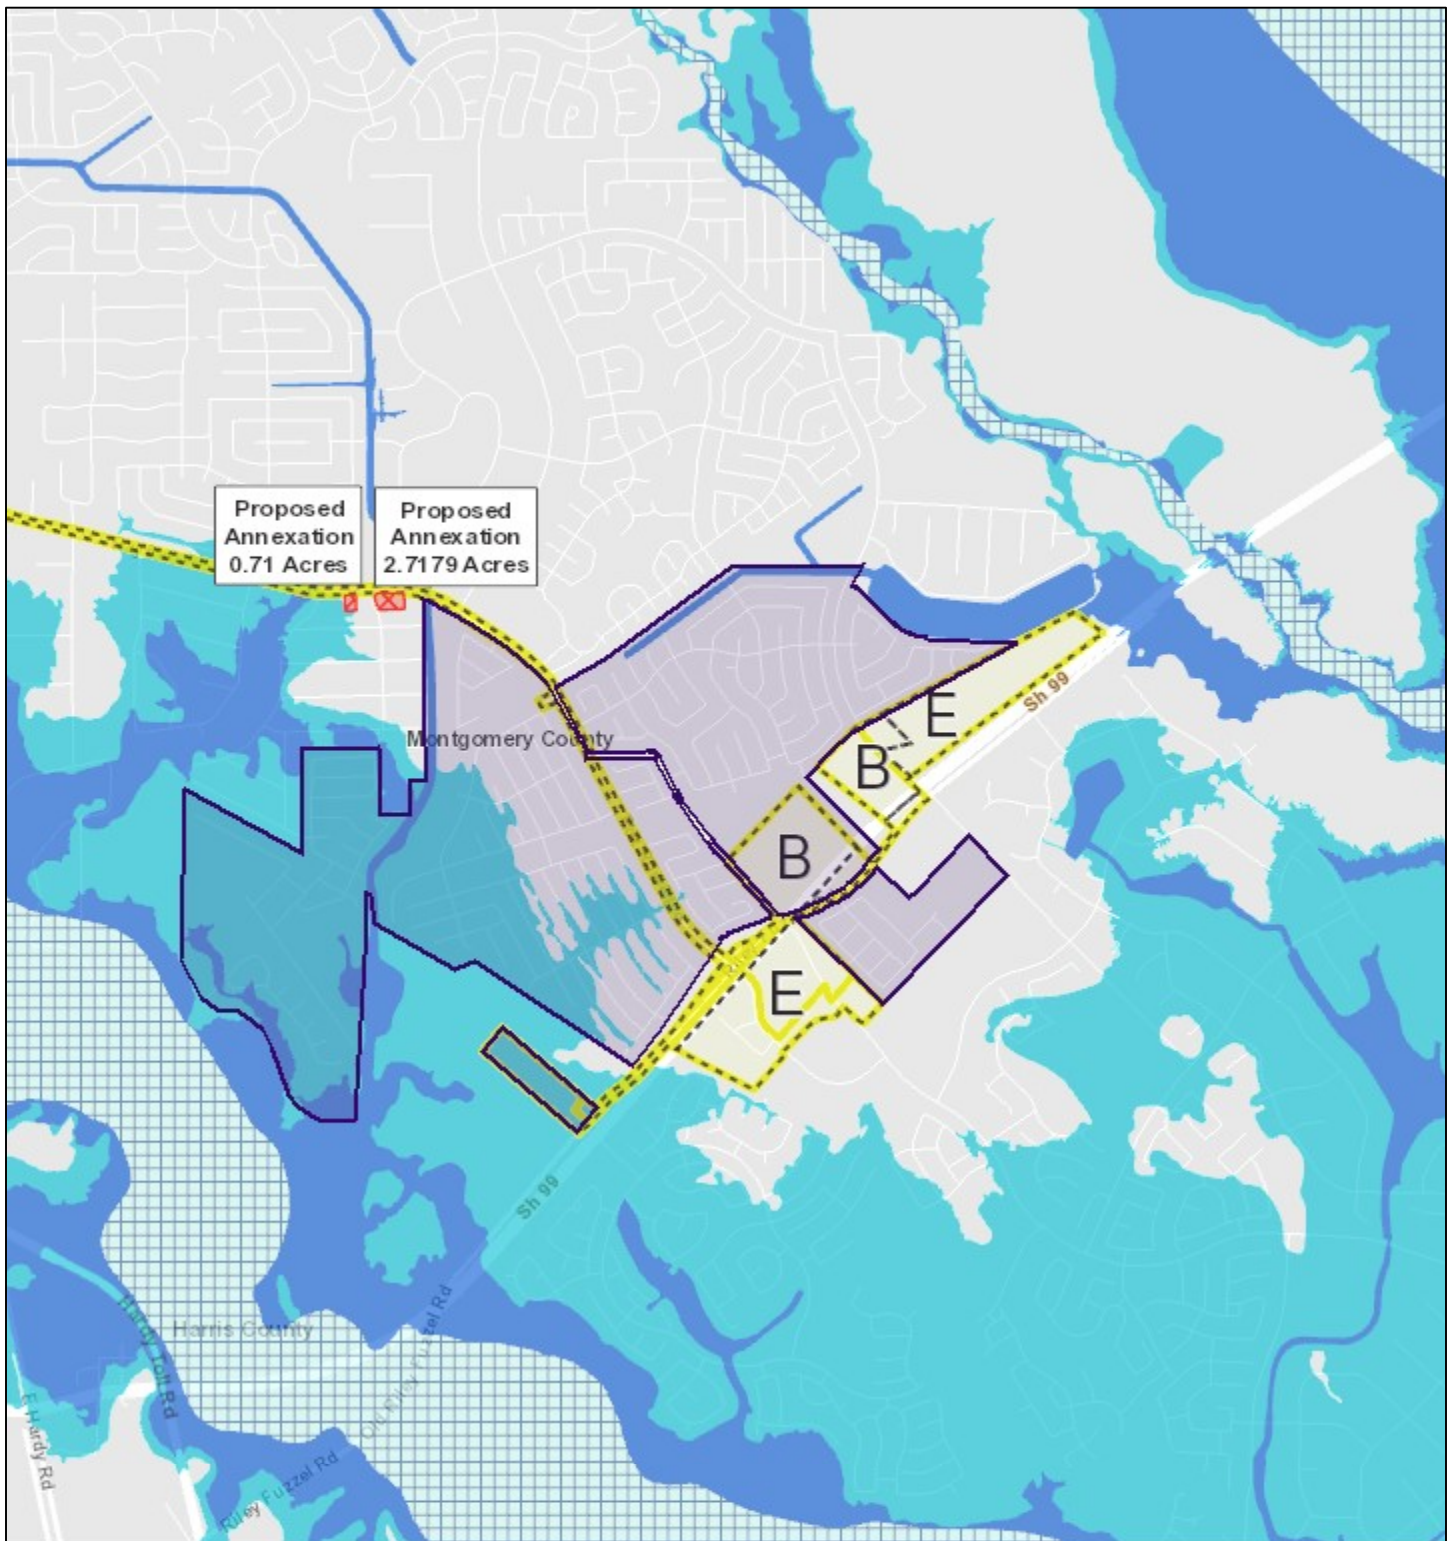 Proposed
Annexation
0.71 Acres
Proposed
Annexation
2.7179 Acres
Montgomery County
E
Sh 99
B
B
E
Sh 99
Hardy Toll Rd
Harris County
Old Riley Fuzzel Rd
E Hardy Rd
Riley Fuzzel Rd